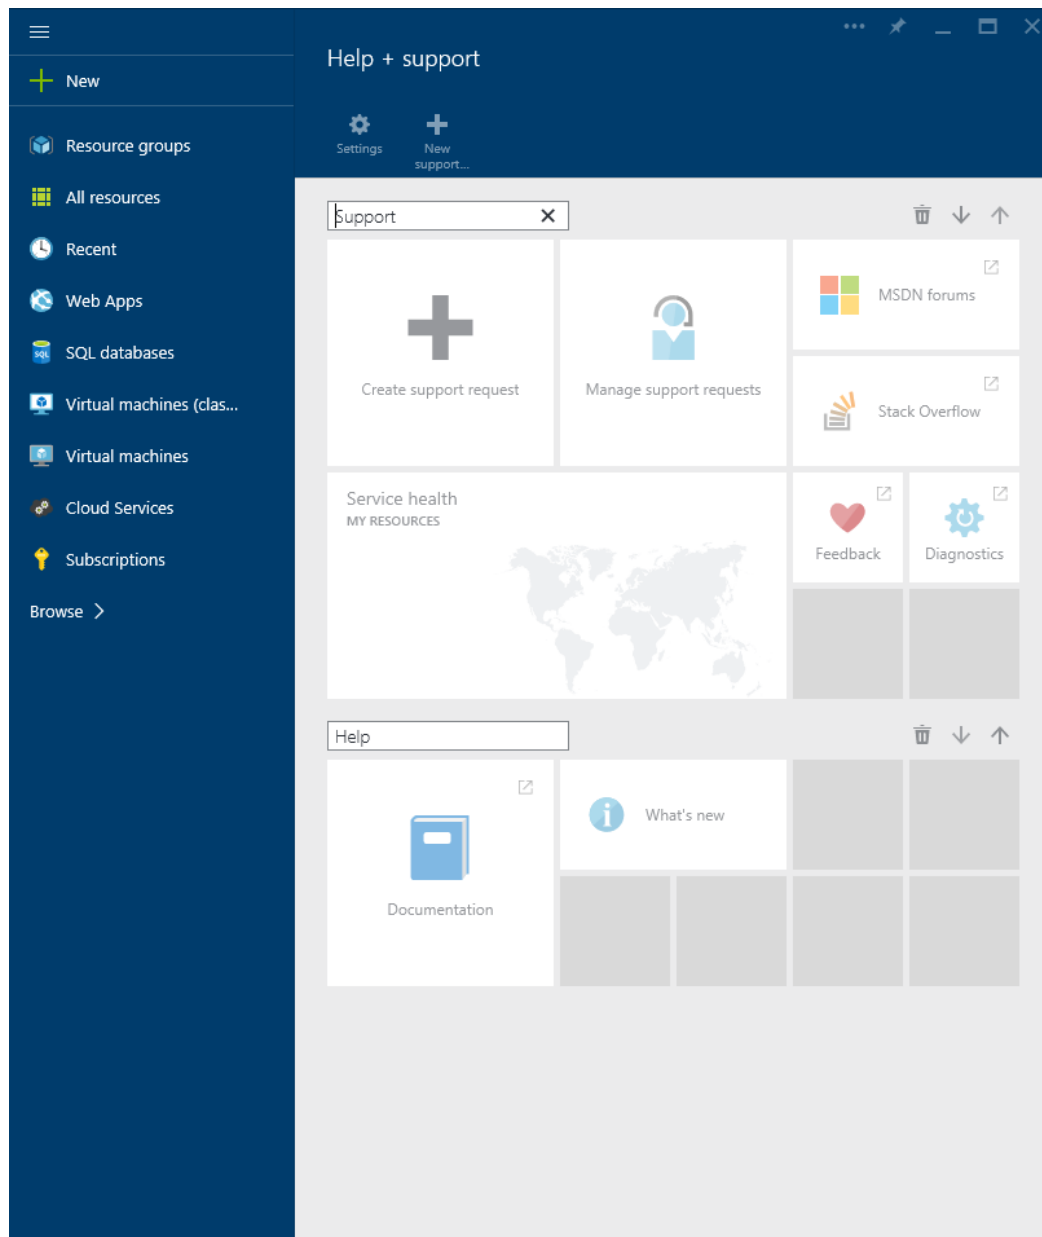 New
Resource groups
All resources
Recent
Web Apps
SQL databases
Virtual machines (clas...
Virtual machines
Cloud Services
Subscriptions
Browse
Help + support
Settings
New
support...
Support
Create support request
Manage support requests
MSDN forums
Stack Overflow
Service health
MY RESOURCES
Feedback
Diagnostics
Help
Documentation
What's new